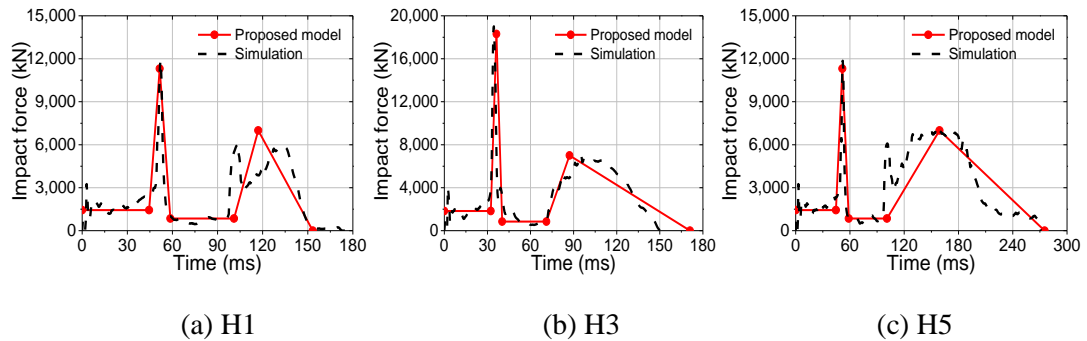 15,000
12,000
9,000
6,000
3,000
0
Impact force (kN)
Proposed model
Simulation
0 30 60 90 120 150 180
Time (ms)
(a) H1
20,000
16,000
12,000
8,000
4,000
0
Impact force (kN)
Proposed model
Simulation
0 30 60 90 120 150 180
Time (ms)
(b) H3
15,000
12,000
9,000
6,000
3,000
0
Impact force (kN)
Proposed model
Simulation
0 60 120 180 240 300
Time (ms)
(c) H5